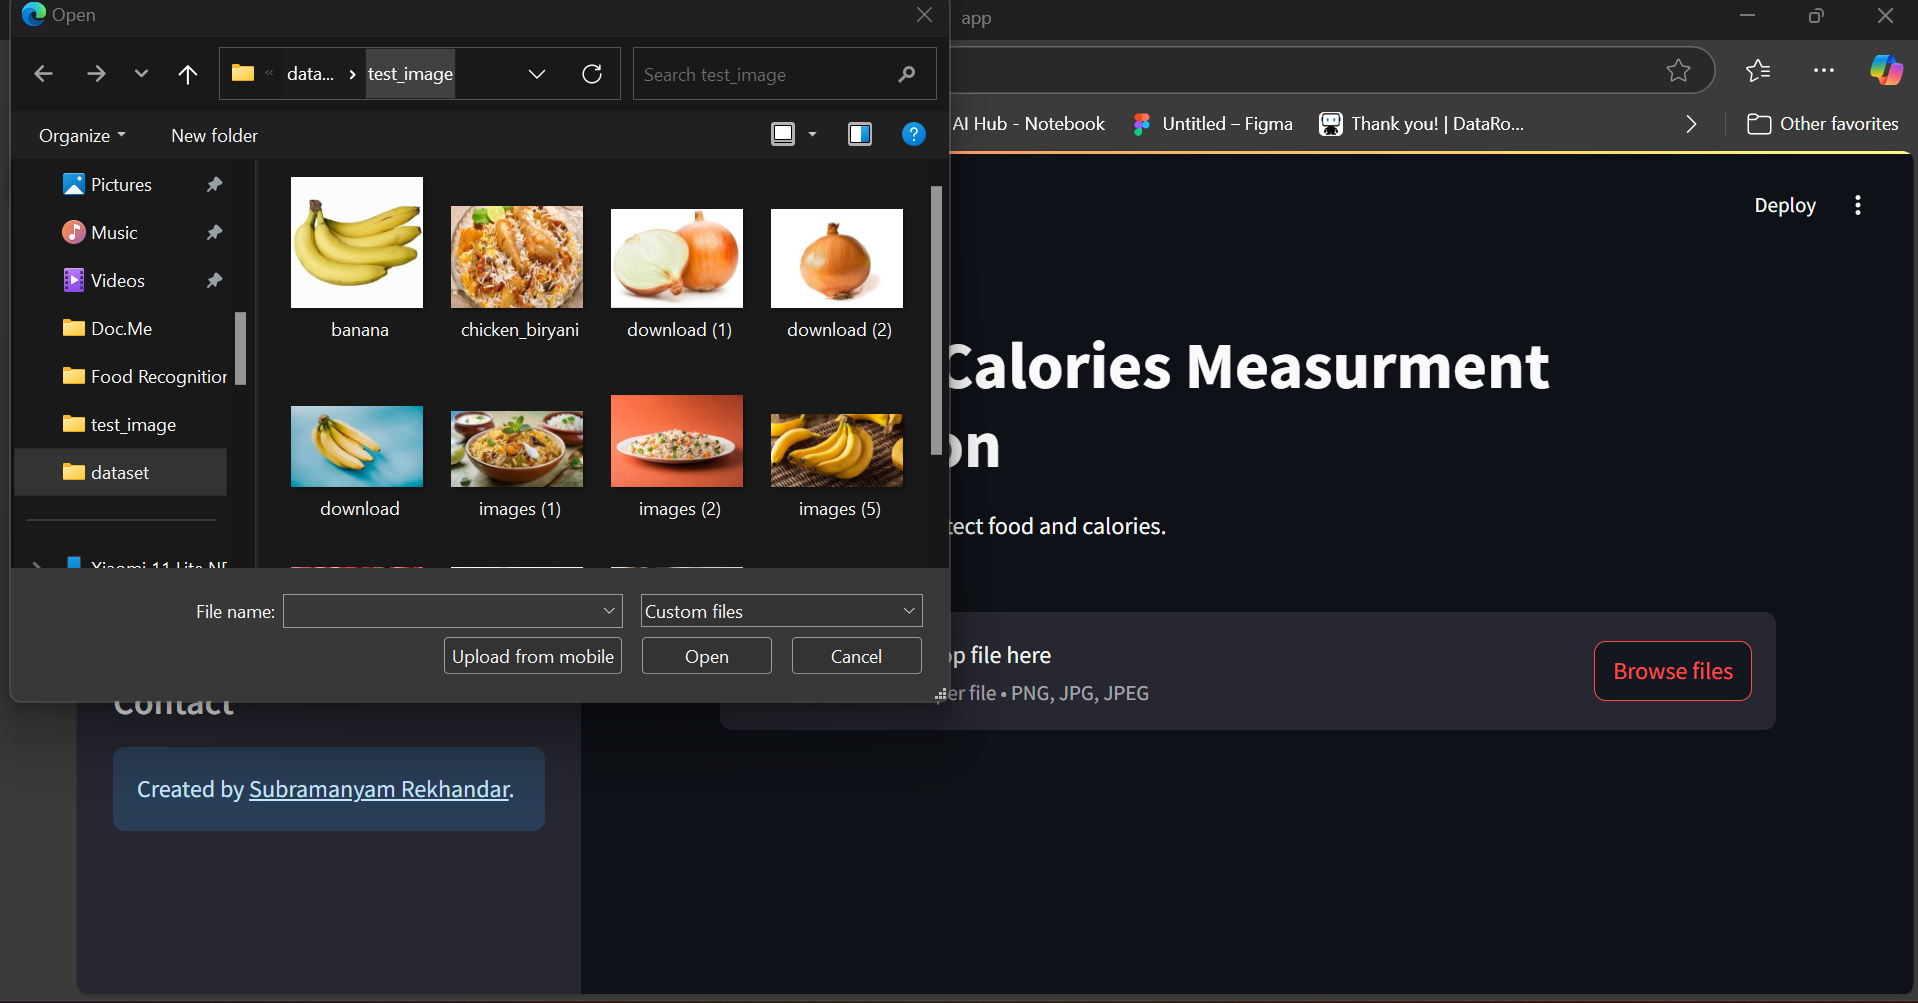 Open
app
data... › test_image
Search test_image
AI Hub - Notebook
Untitled – Figma
Thank you! | DataRo...
Other favorites
Organize
New folder
Pictures
Music
Videos
Doc.Me
Food Recognition
test_image
dataset
Xiaomi 11 Lite NE
banana
chicken_biryani
download (1)
download (2)
download
images (1)
images (2)
images (5)
File name:
Custom files
Upload from mobile
Open
Cancel
Deploy
Calories Measurment
on
tect food and calories.
op file here
er file • PNG, JPG, JPEG
Browse files
Contact
Created by Subramanyam Rekhandar.